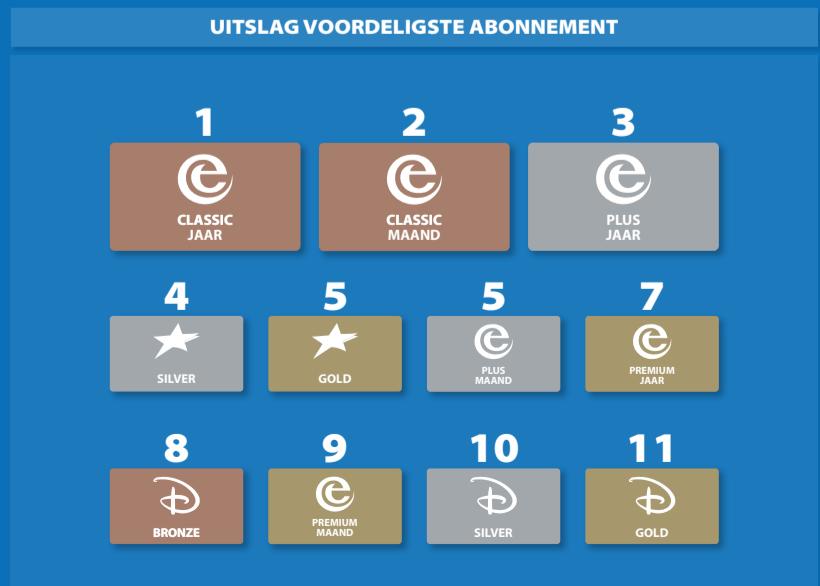 UITSLAG VOORDELIGSTE ABONNEMENT
1
2
3
CLASSIC
JAAR
CLASSIC
MAAND
PLUS
JAAR
4
5
5
7
SILVER
GOLD
PLUS
MAAND
PREMIUM
JAAR
8
9
10
11
BRONZE
PREMIUM
MAAND
SILVER
GOLD